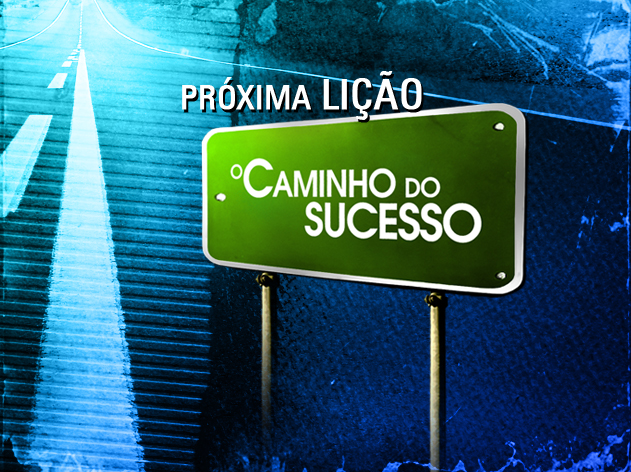 PRÓXIMA LIÇÃO
O CAMINHO DO
SUCESSO